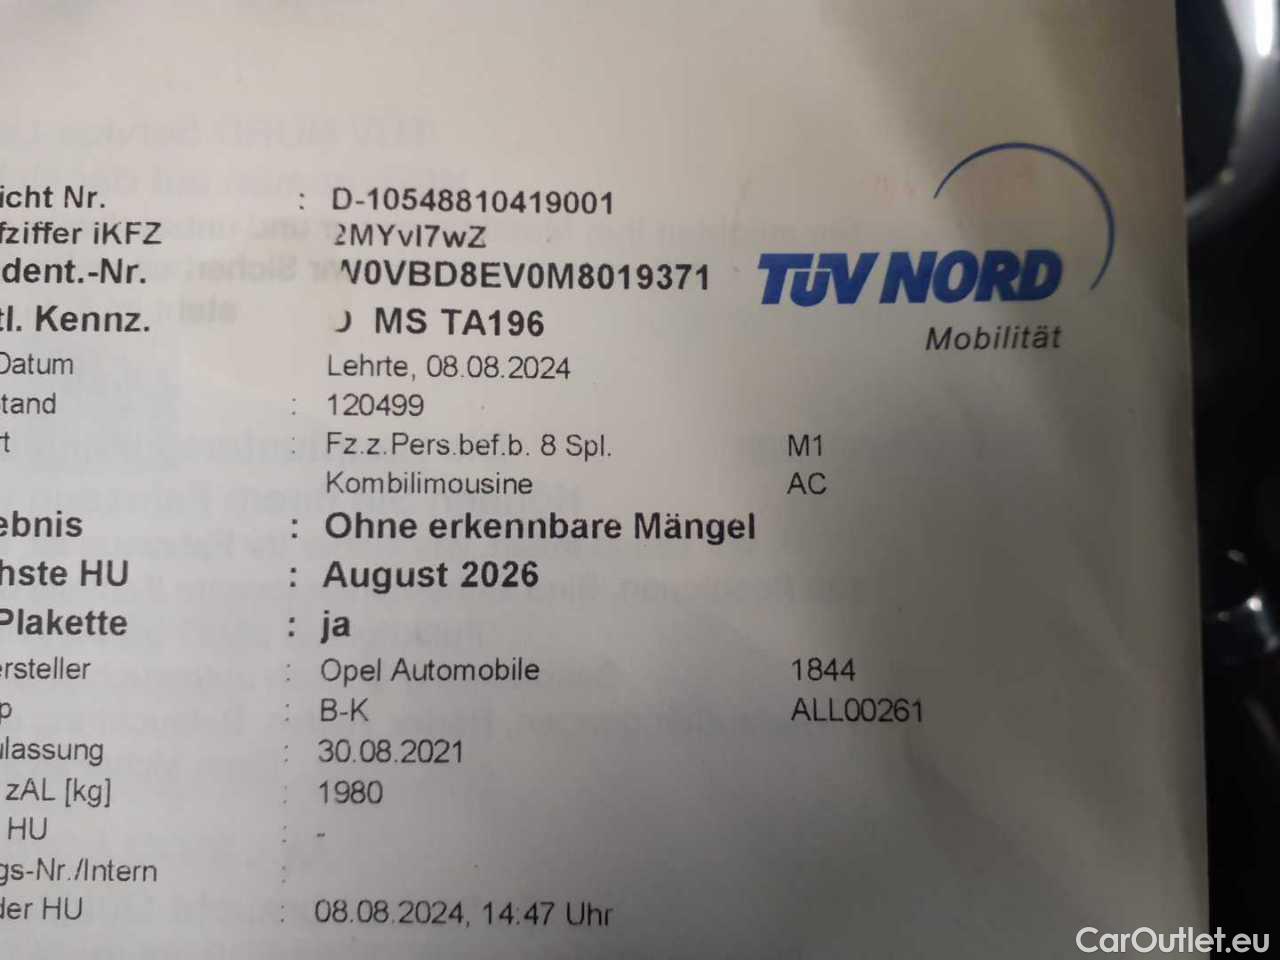 icht Nr. : D-10548810419001
fziffer iKFZ 2MYvI7wZ
dent.-Nr. W0VBD8EV0M8019371
tl. Kennz. D MS TA196
Datum Lehrte, 08.08.2024
tand : 120499
rt : Fz.z.Pers.bef.b. 8 Spl. M1
Kombilimousine AC
ebnis : Ohne erkennbare Mängel
hste HU : August 2026
Plakette : ja
ersteller : Opel Automobile 1844
p : B-K ALL00261
ulassung : 30.08.2021
zAL [kg] : 1980
HU : -
gs-Nr./Intern :
der HU : 08.08.2024, 14:47 Uhr
TÜV NORD
Mobilität
CarOutlet.eu